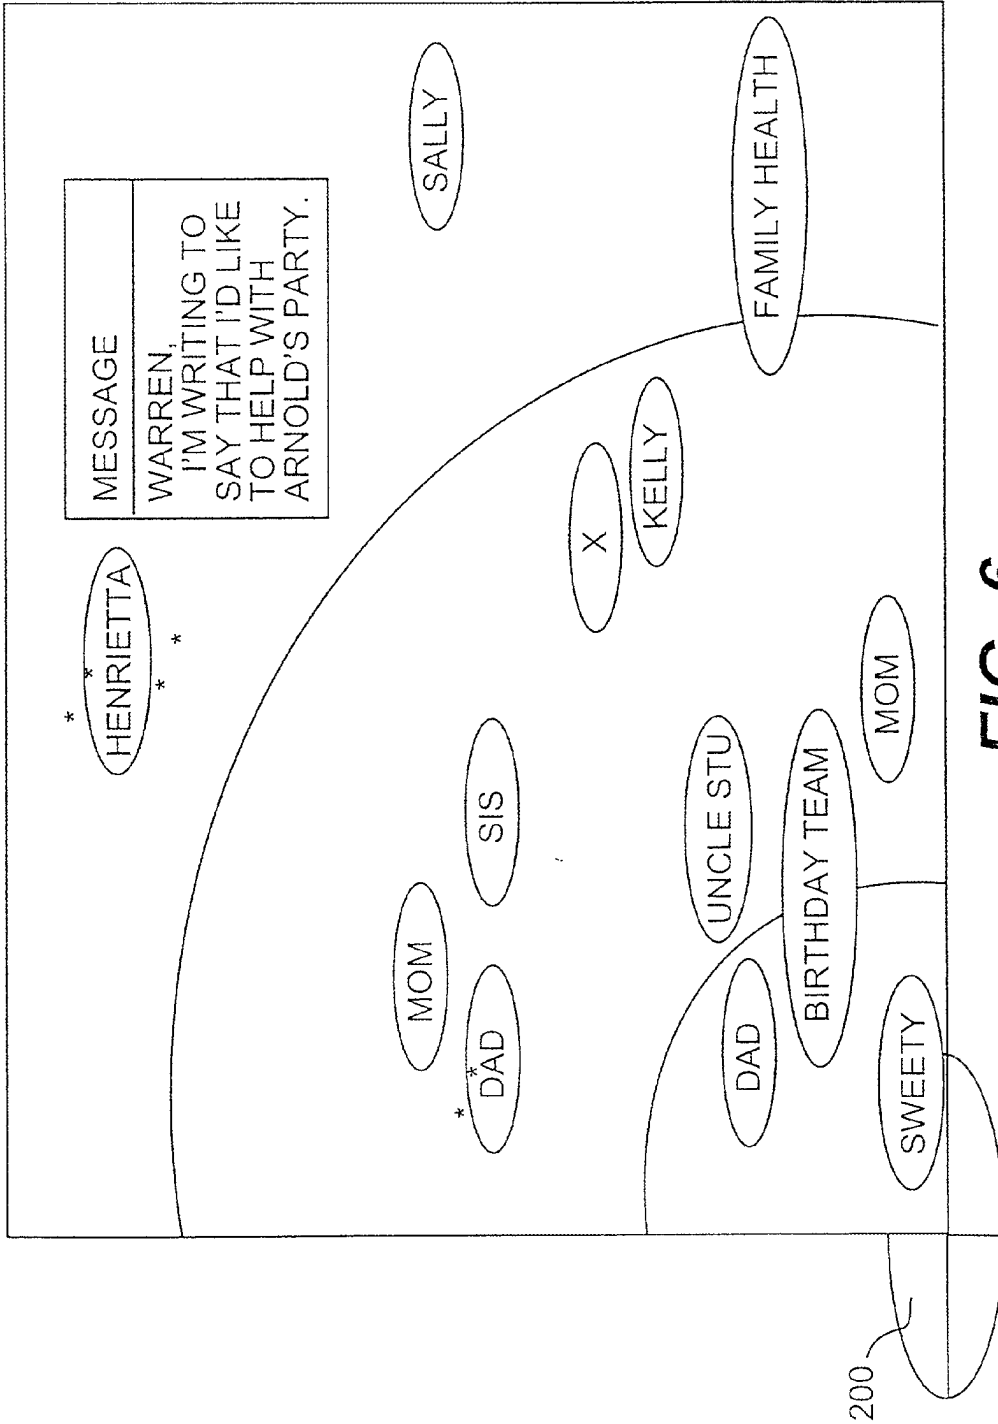 MESSAGE
HENRIETTA
WARREN,
I'M WRITING TO
SAY THAT I'D LIKE
TO HELP WITH
ARNOLD'S PARTY.
MOM
SALLY
DAD
SIS
X
KELLY
UNCLE STU
DAD
FAMILY HEALTH
BIRTHDAY TEAM
200
MOM
SWEETY
FIG.